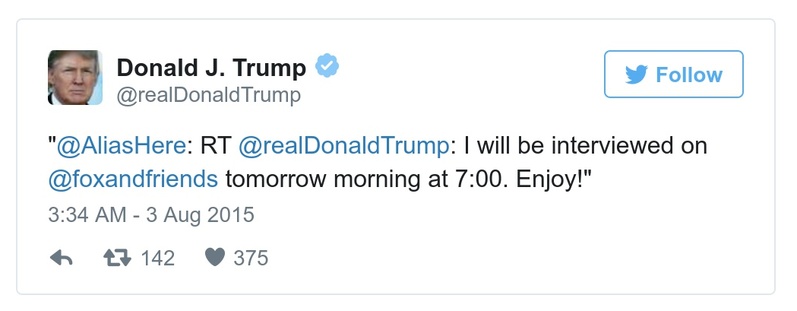 Donald J. Trump
@realDonaldTrump
Follow
"@AliasHere: RT @realDonaldTrump: I will be interviewed on
@foxandfriends tomorrow morning at 7:00. Enjoy!"
3:34 AM - 3 Aug 2015
142 375